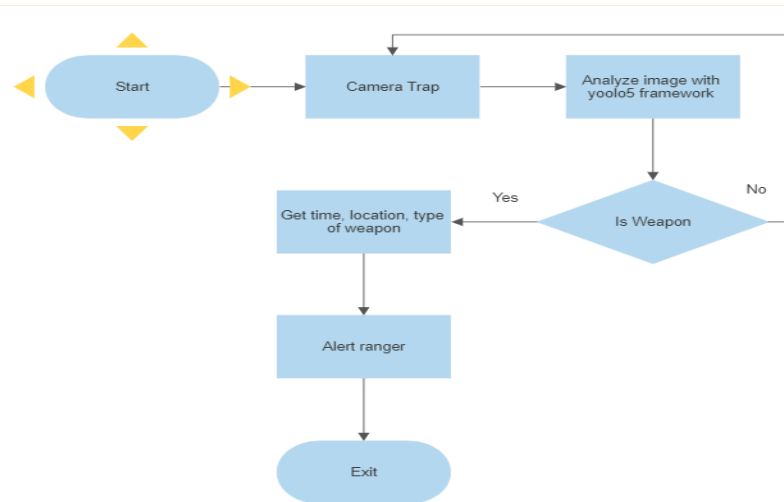 Start
Camera Trap
Analyze image with
yoolo5 framework
Is Weapon
No
Yes
Get time, location, type
of weapon
Alert ranger
Exit